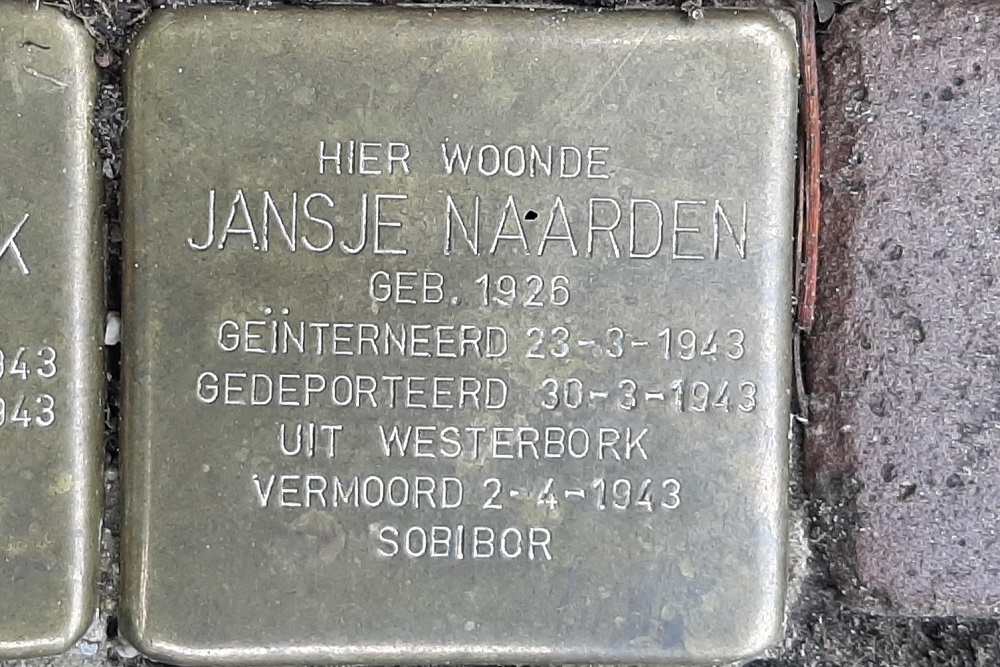 HIER WOONDE
JANSJE NAARDEN
GEB. 1926
GEÏNTERNEERD 23-3-1943
GEDEPORTEERD 30-3-1943
UIT WESTERBORK
VERMOORD 2-4-1943
SOBIBOR